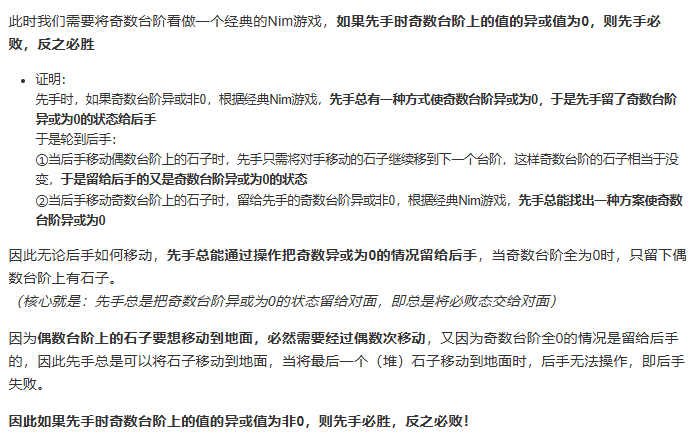 此时我们需要将奇数台阶看做一个经典的Nim游戏，如果先手时奇数台阶上的值的异或值为0，则先手必
败，反之必胜
• 证明：
先手时，如果奇数台阶异或非0，根据经典Nim游戏，先手总有一种方式使奇数台阶异或为0，于是先手留了奇数台阶
异或为0的状态给后手
于是轮到后手：
①当后手移动偶数台阶上的石子时，先手只需将对手移动的石子继续移到下一个台阶，这样奇数台阶的石子相当于没
变，于是留给后手的又是奇数台阶异或为0的状态
②当后手移动奇数台阶上的石子时，留给先手的奇数台阶异或非0，根据经典Nim游戏，先手总能找出一种方案使奇数
台阶异或为0
因此无论后手如何移动，先手总能通过操作把奇数异或为0的情况留给后手，当奇数台阶全为0时，只留下偶
数台阶上有石子。
（核心就是：先手总是把奇数台阶异或为0的状态留给对面，即总是将必败态交给对面）
因为偶数台阶上的石子要想移动到地面，必然需要经过偶数次移动，又因为奇数台阶全0的情况是留给后手
的，因此先手总是可以将石子移动到地面，当将最后一个（堆）石子移动到地面时，后手无法操作，即后手
失败。
因此如果先手时奇数台阶上的值的异或值为非0，则先手必胜，反之必败！